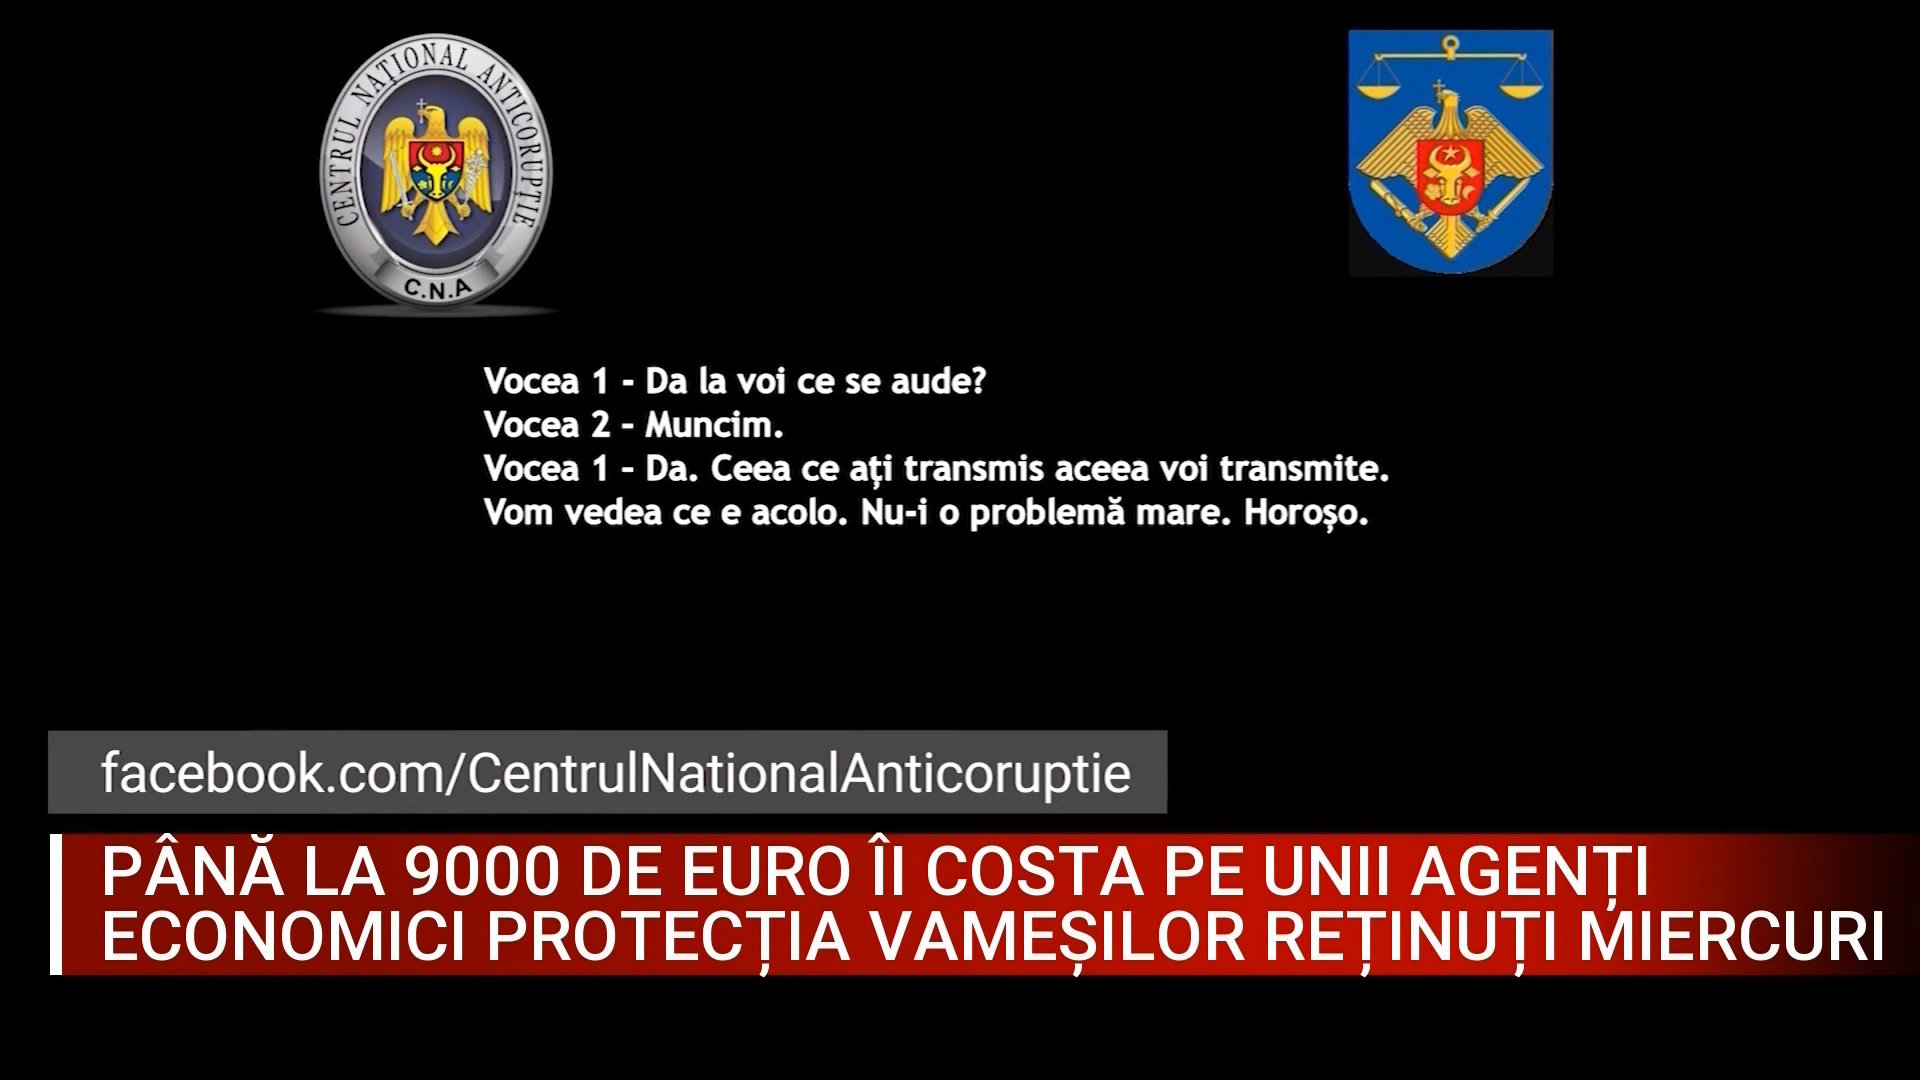 CENTRUL NAȚIONAL ANTICORUPȚIE
C.N.A
Vocea 1 - Da la voi ce se aude?
Vocea 2 - Muncim.
Vocea 1 - Da. Ceea ce ați transmis aceea voi transmite.
Vom vedea ce e acolo. Nu-i o problemă mare. Horoșo.
facebook.com/CentrulNationalAnticoruptie
PÂNĂ LA 9000 DE EURO ÎI COSTA PE UNII AGENȚI
ECONOMICI PROTECȚIA VAMEȘILOR REȚINUȚI MIERCURI